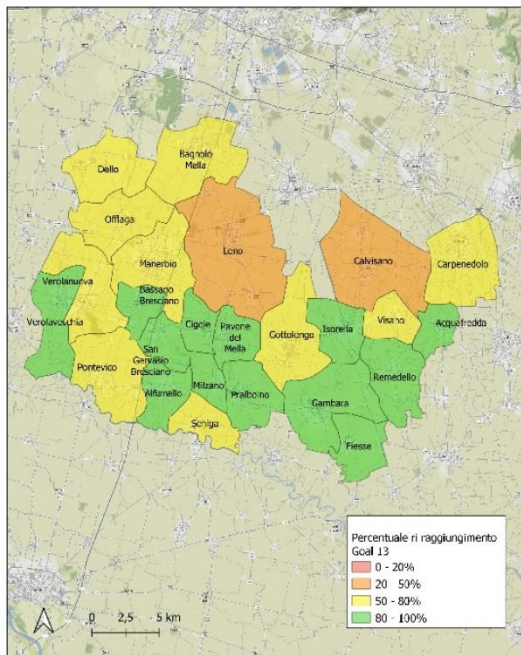 Bagnolo
Mella
Dello
Offlaga
Leno
Manerbio
Calvisano
Carpenedolo
Verolanuova
Bassano
Bresciano
Verolavecchia
Cigole
Pavone
del
Mella
Gottolengo
Isorella
Visano
Acquafredda
San
Gervasio
Bresciano
Pontevico
Alfianello
Milzano
Pralboino
Remedello
Gambara
Seniga
Fiesse
Percentuale ri raggiungimento
Goal 13
0 - 20%
20 - 50%
50 - 80%
80 - 100%
0 2,5 5 km